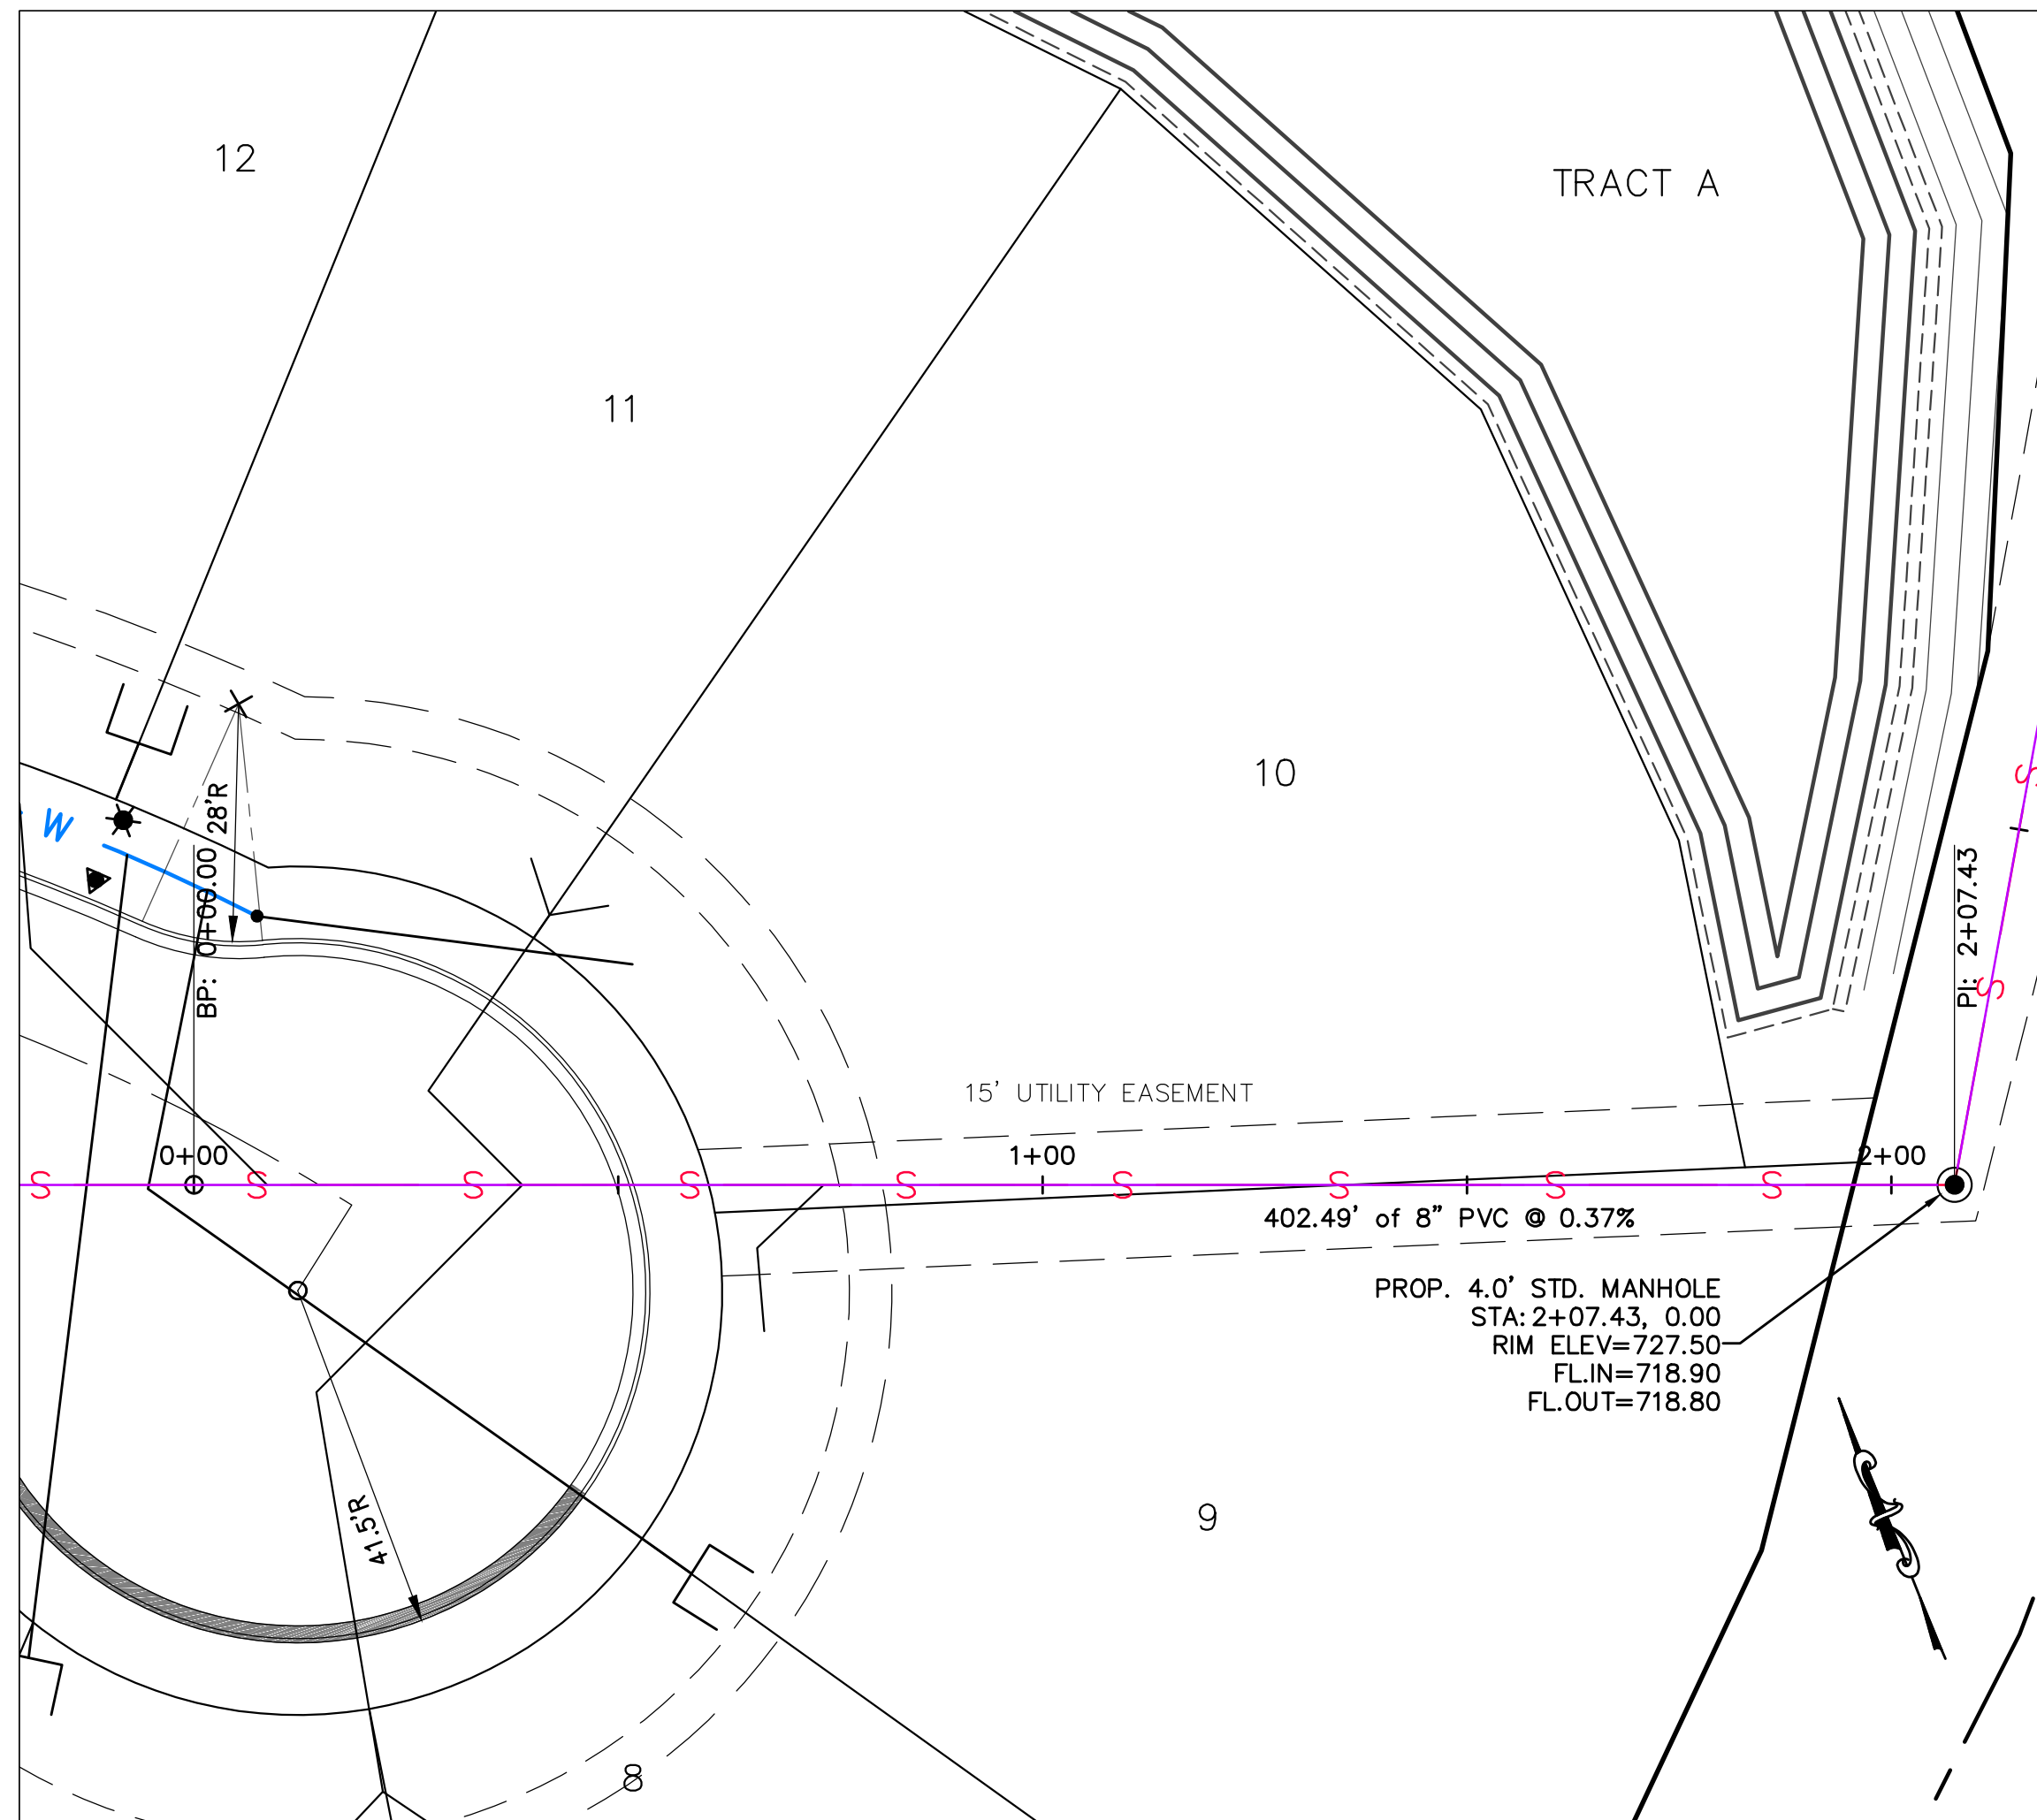 12
TRACT A
11
10
W
28'R
BP: 0+00.00
PI: 2+07.43
S
S
15' UTILITY EASEMENT
0+00
1+00
2+00
S
S
S
S
S
S
S
S
S
402.49' of 8" PVC @ 0.37%
PROP. 4.0' STD. MANHOLE
STA: 2+07.43, 0.00
RIM ELEV=727.50
FL.IN=718.90
FL.OUT=718.80
41.5'R
9
8